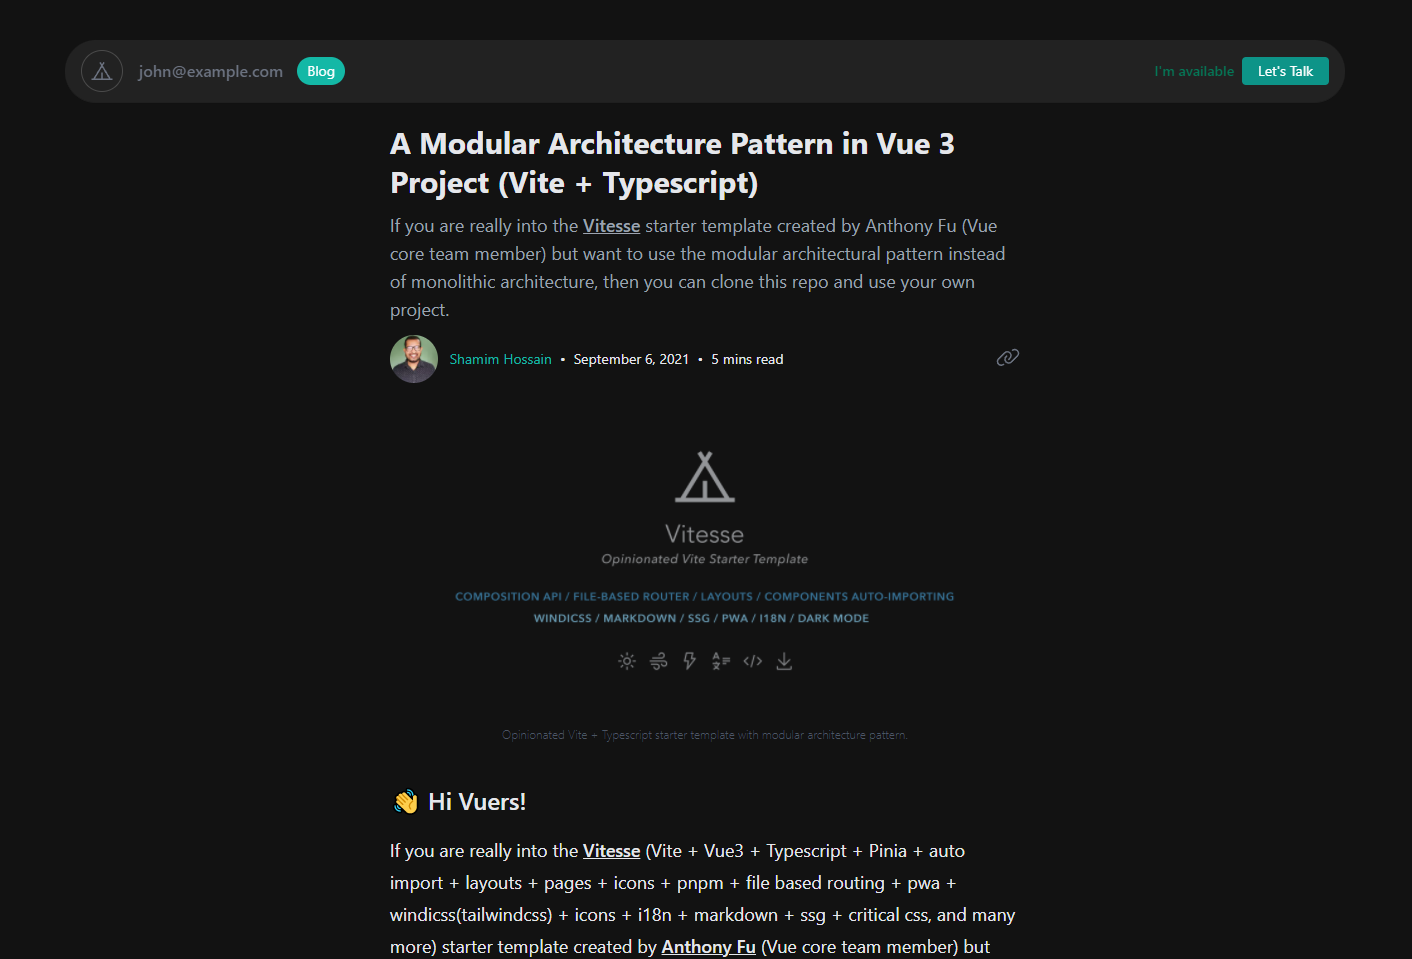 john@example.com Blog I'm available Let's Talk
A Modular Architecture Pattern in Vue 3
Project (Vite + Typescript)
If you are really into the Vitesse starter template created by Anthony Fu (Vue
core team member) but want to use the modular architectural pattern instead
of monolithic architecture, then you can clone this repo and use your own
project.
Shamim Hossain • September 6, 2021 • 5 mins read
Vitesse
Opinionated Vite Starter Template
COMPOSITION API / FILE-BASED ROUTER / LAYOUTS / COMPONENTS AUTO-IMPORTING
WINDICSS / MARKDOWN / SSG / PWA / I18N / DARK MODE
Opinionated Vite + Typescript starter template with modular architecture pattern.
👋 Hi Vuers!
If you are really into the Vitesse (Vite + Vue3 + Typescript + Pinia + auto
import + layouts + pages + icons + pnpm + file based routing + pwa +
windicss(tailwindcss) + icons + i18n + markdown + ssg + critical css, and many
more) starter template created by Anthony Fu (Vue core team member) but